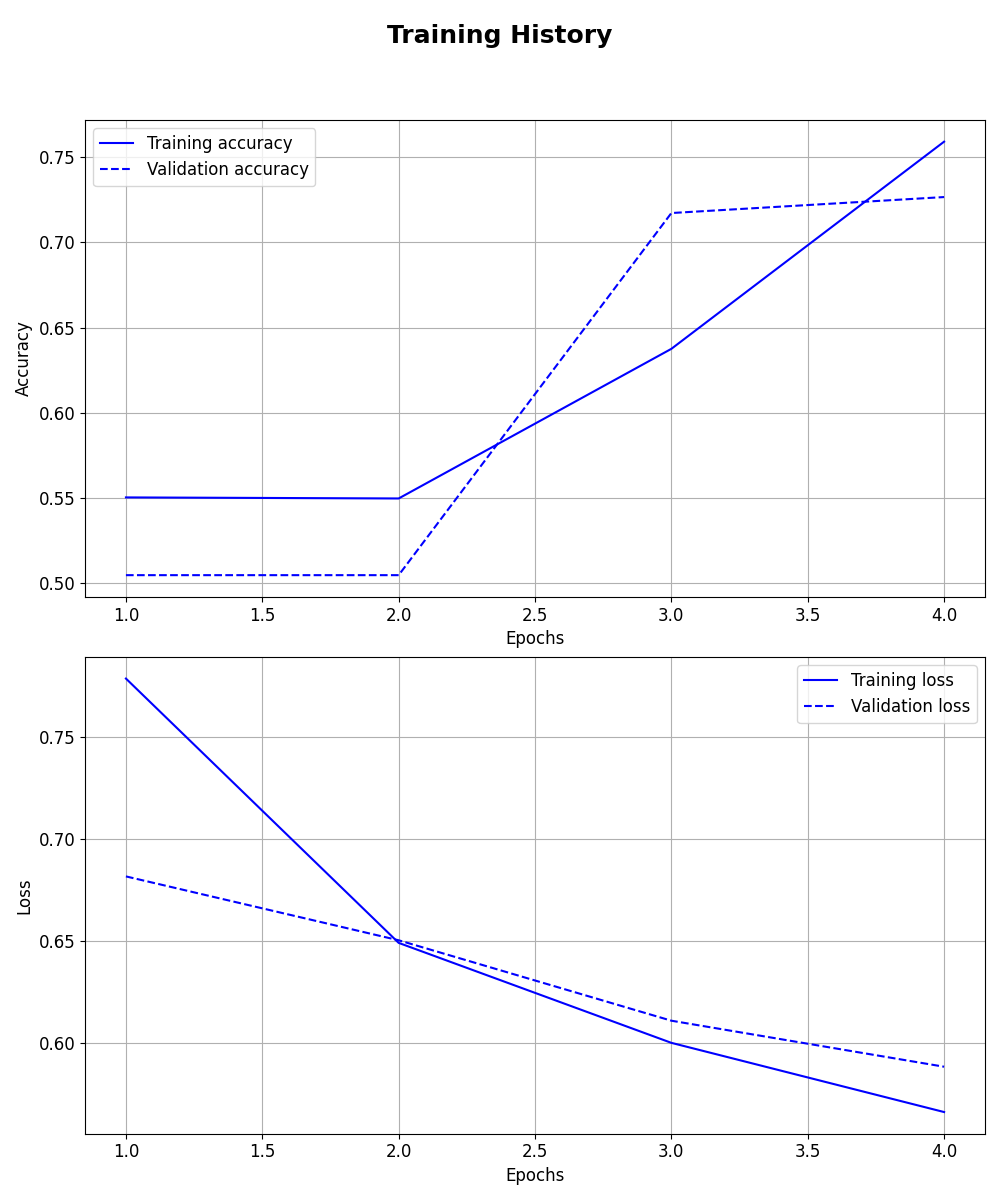 Training History
Training accuracy
Validation accuracy
0.75
0.70
0.65
0.60
0.55
0.50
Accuracy
1.0 1.5 2.0 2.5 3.0 3.5 4.0
Epochs
Training loss
Validation loss
0.75
0.70
0.65
0.60
Loss
1.0 1.5 2.0 2.5 3.0 3.5 4.0
Epochs